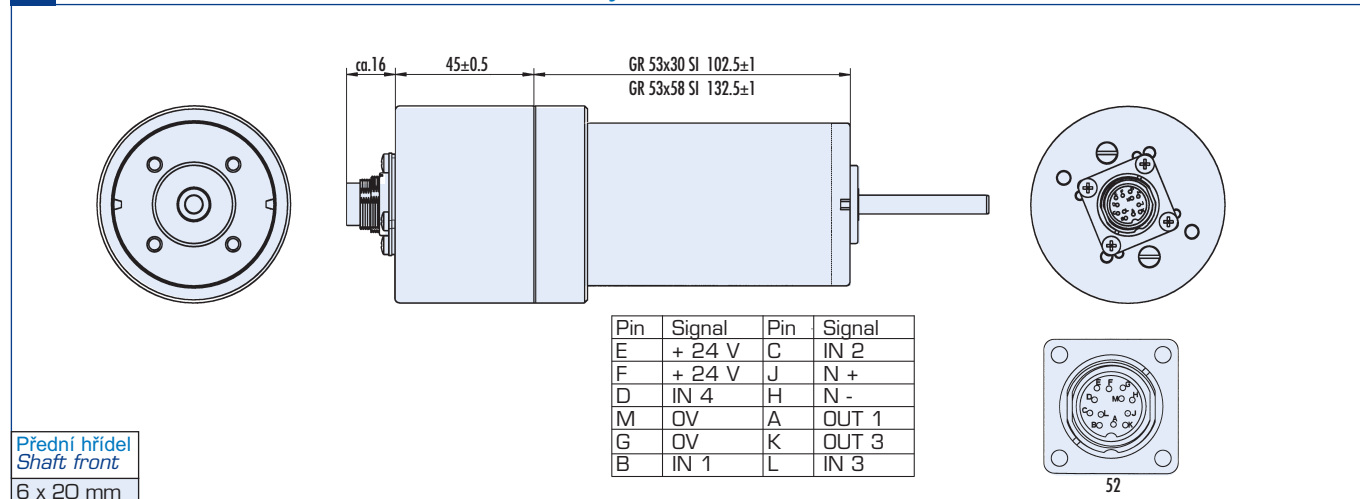 ca.16 45±0.5 GR 53x30 SI 102.5±1
GR 53x58 SI 132.5±1
Pin Signal Pin Signal
E + 24 V C IN 2
F + 24 V J N +
D IN 4 H N -
M 0V A OUT 1
G 0V K OUT 3
B IN 1 L IN 3
E F G
D M H
C L J
B A K
52
Přední hřídel
Shaft front
6 x 20 mm